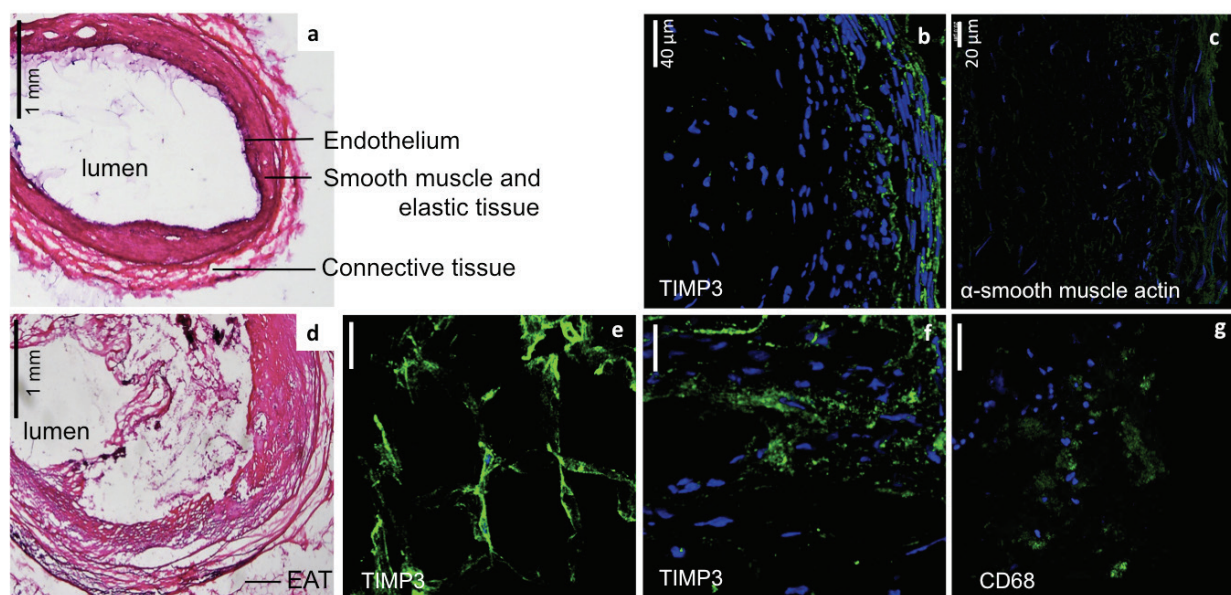 a
1 mm
lumen
Endothelium
Smooth muscle and
elastic tissue
Connective tissue
b
40 µm
TIMP3
c
20 µm
α-smooth muscle actin
d
1 mm
lumen
EAT
e
TIMP3
f
TIMP3
g
CD68